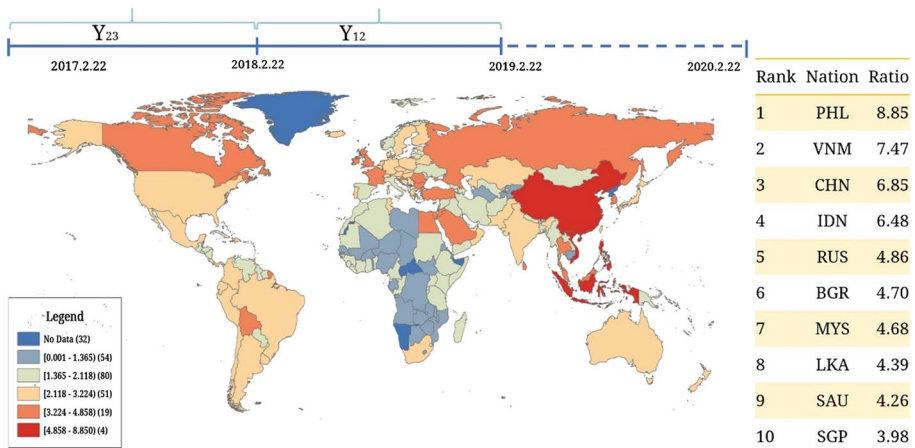 Y23
Y12
2017.2.22
2018.2.22
2019.2.22
2020.2.22
Rank Nation Ratio
1 PHL 8.85
2 VNM 7.47
3 CHN 6.85
4 IDN 6.48
5 RUS 4.86
6 BGR 4.70
7 MYS 4.68
8 LKA 4.39
9 SAU 4.26
10 SGP 3.98
Legend
No Data (32)
[0.001 - 1.365) (54)
[1.365 - 2.118) (80)
[2.118 - 3.224) (51)
[3.224 - 4.858) (19)
[4.858 - 8.850) (4)